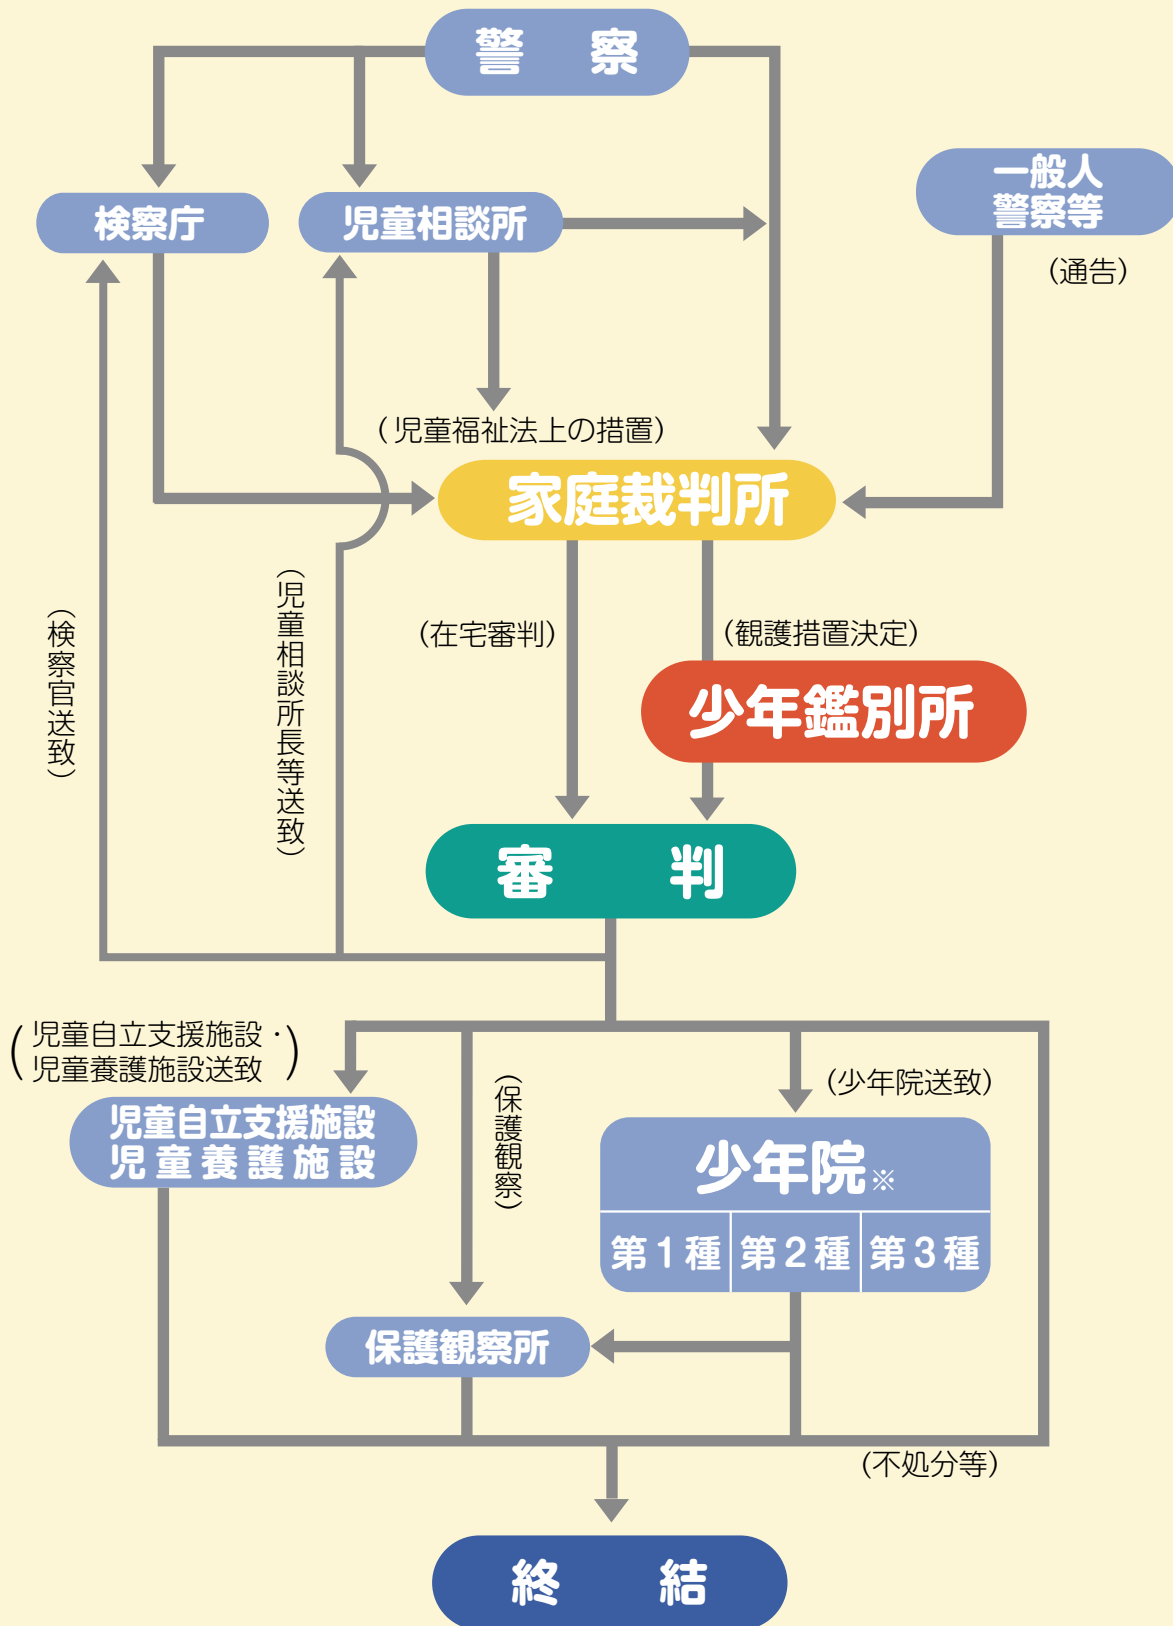 警察
一般人
警察等
(通告)
検察庁
児童相談所
(児童福祉法上の措置)
家庭裁判所
(検察官送致)
(児童相談所長等送致)
(在宅審判)
(観護措置決定)
少年鑑別所
審判
(児童自立支援施設・
児童養護施設送致)
児童自立支援施設
児童養護施設
(保護観察)
(少年院送致)
少年院※
第1種 第2種 第3種
保護観察所
(不処分等)
終結